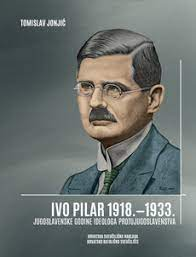 TOMISLAV JONJIĆ
IVO PILAR 1918.–1933.
JUGOSLAVENSKE GODINE IDEOLOGA PROTUJUGOSLAVENSTVA
HRVATSKA SVEUČILIŠNA NAKLADA
HRVATSKO KATOLIČKO SVEUČILIŠTE